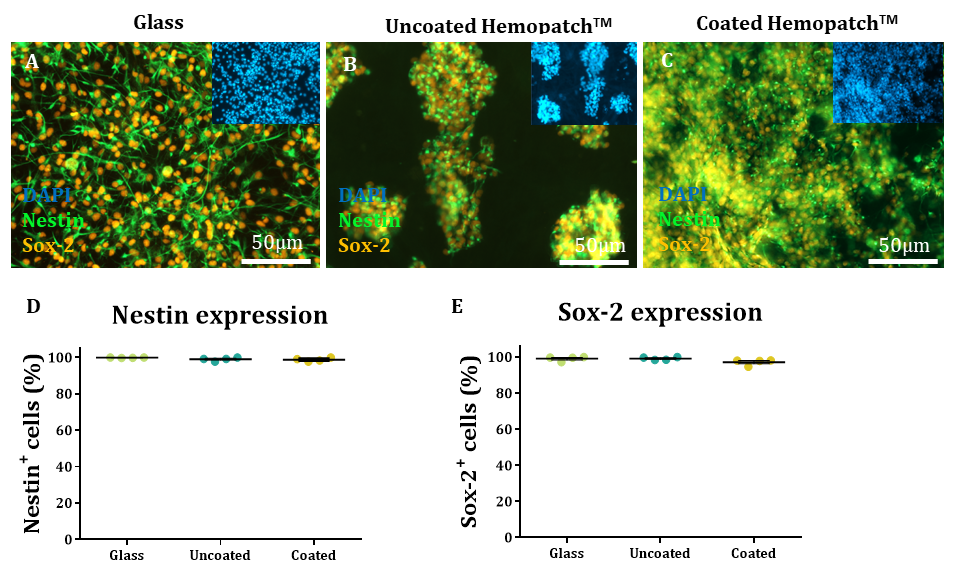 Glass
Uncoated Hemopatch™
Coated Hemopatch™
A
B
C
DAPI
Nestin
Sox-2
50µm
DAPI
Nestin
Sox-2
50µm
DAPI
Nestin
Sox-2
50µm
D
Nestin expression
Nestin⁺ cells (%)
100
80
60
40
20
0
Glass
Uncoated
Coated
E
Sox-2 expression
Sox-2⁺ cells (%)
100
80
60
40
20
0
Glass
Uncoated
Coated